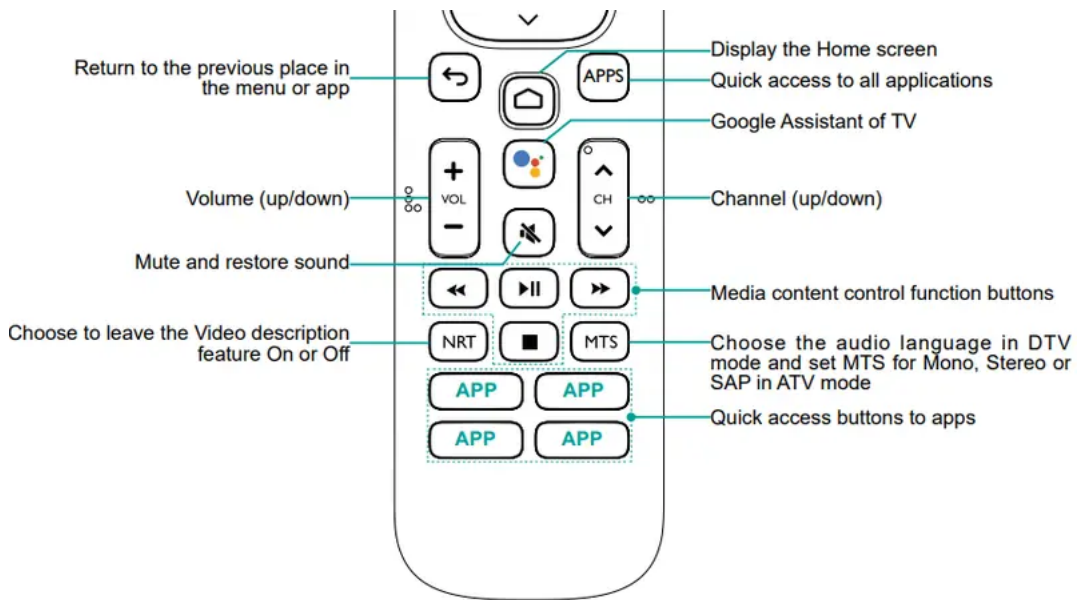 Display the Home screen
Return to the previous place in
the menu or app
APPS
Quick access to all applications
Google Assistant of TV
Volume (up/down)
VOL
CH
Channel (up/down)
Mute and restore sound
Media content control function buttons
Choose to leave the Video description
feature On or Off
NRT
MTS
Choose the audio language in DTV
mode and set MTS for Mono, Stereo or
SAP in ATV mode
APP
APP
Quick access buttons to apps
APP
APP